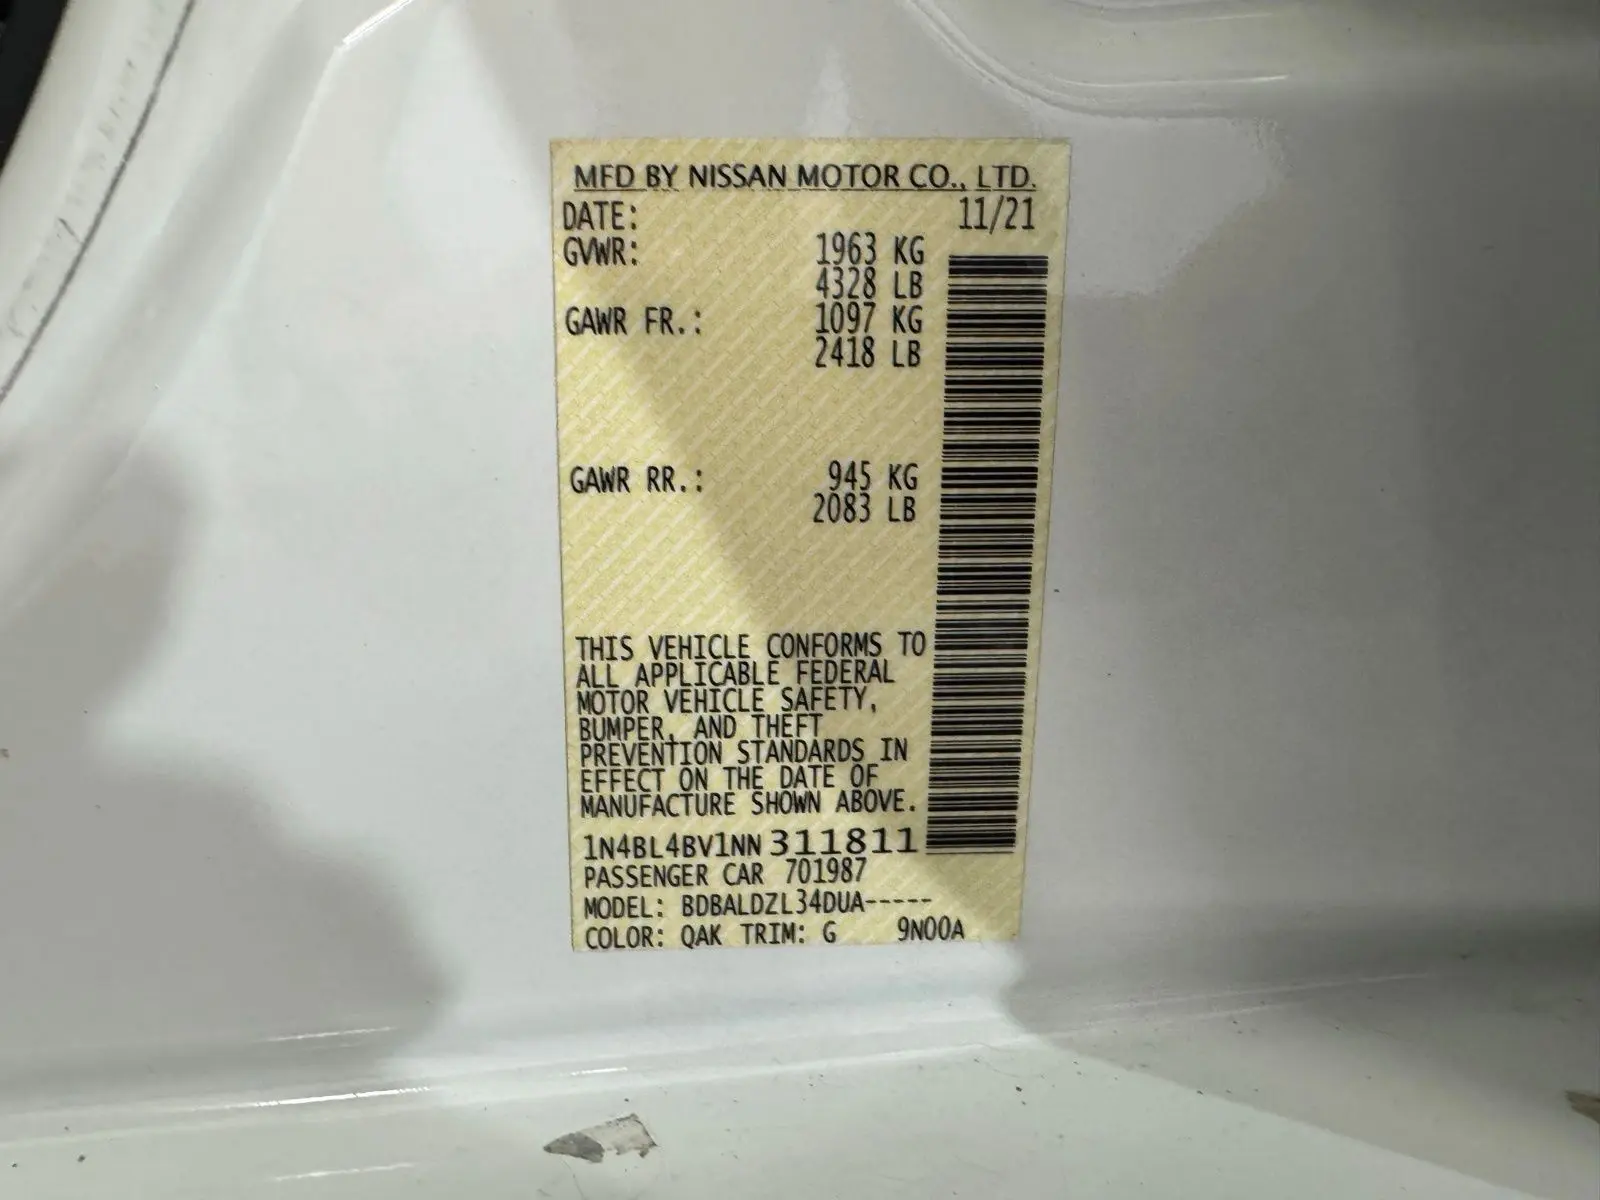 MFD BY NISSAN MOTOR CO., LTD.
DATE: 11/21
GVWR: 1963 KG
4328 LB
GAWR FR.: 1097 KG
2418 LB
GAWR RR.: 945 KG
2083 LB
THIS VEHICLE CONFORMS TO
ALL APPLICABLE FEDERAL
MOTOR VEHICLE SAFETY,
BUMPER, AND THEFT
PREVENTION STANDARDS IN
EFFECT ON THE DATE OF
MANUFACTURE SHOWN ABOVE.
1N4BL4BV1NN311811
PASSENGER CAR 701987
MODEL: BDBALDZL34DUA-----
COLOR: QAK TRIM: G 9N00A